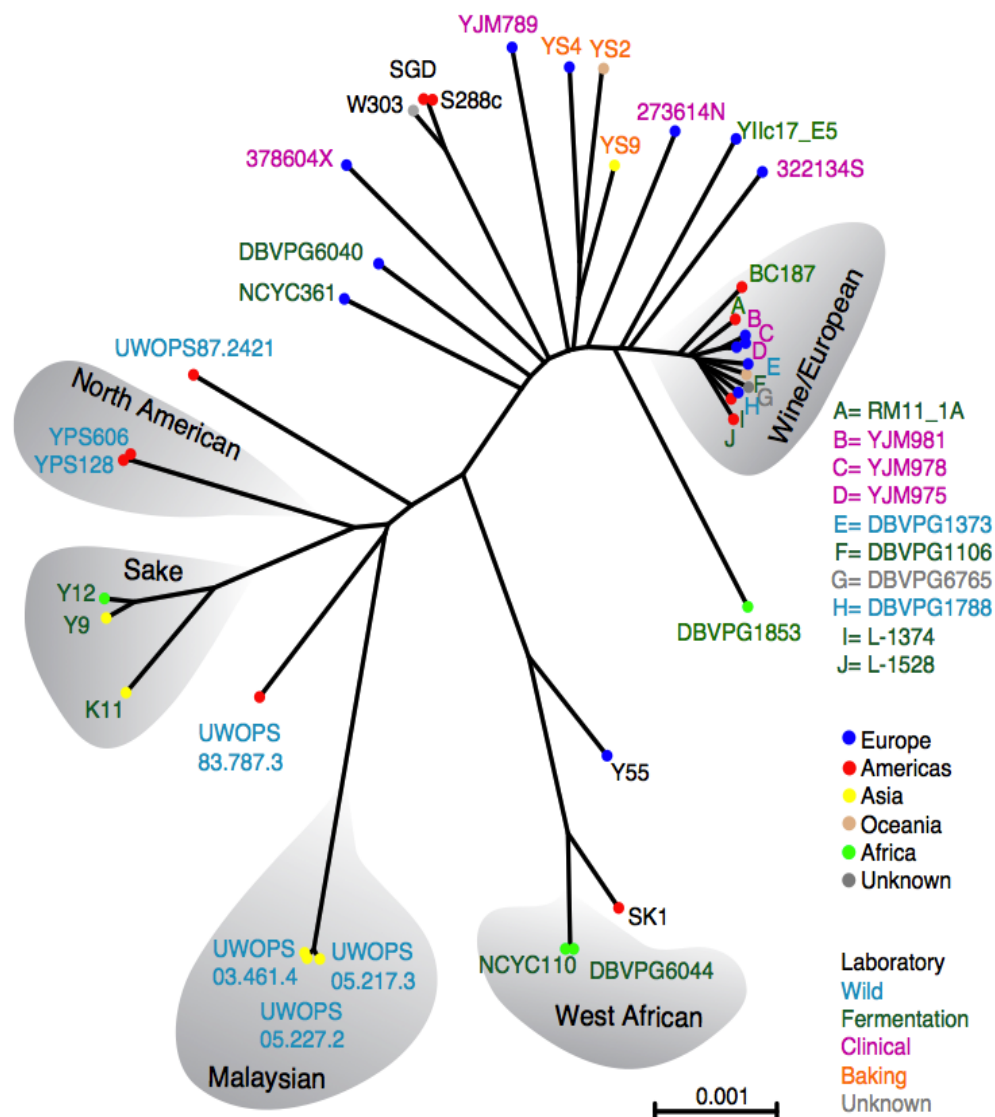 YJM789
YS4
YS2
SGD
W303
S288c
273614N
YIIc17_E5
YS9
378604X
322134S
DBVPG6040
BC187
NCYC361
A
B
C
D
E
F
G
H
I
J
Wine/European
UWOPS87.2421
North American
YPS606
YPS128
A= RM11_1A
B= YJM981
C= YJM978
D= YJM975
E= DBVPG1373
F= DBVPG1106
G= DBVPG6765
H= DBVPG1788
I= L-1374
J= L-1528
Sake
Y12
Y9
K11
DBVPG1853
UWOPS
83.787.3
Y55
Europe
Americas
Asia
Oceania
Africa
Unknown
SK1
UWOPS
03.461.4
UWOPS
05.217.3
UWOPS
05.227.2
Malaysian
NCYC110
DBVPG6044
West African
Laboratory
Wild
Fermentation
Clinical
Baking
Unknown
0.001